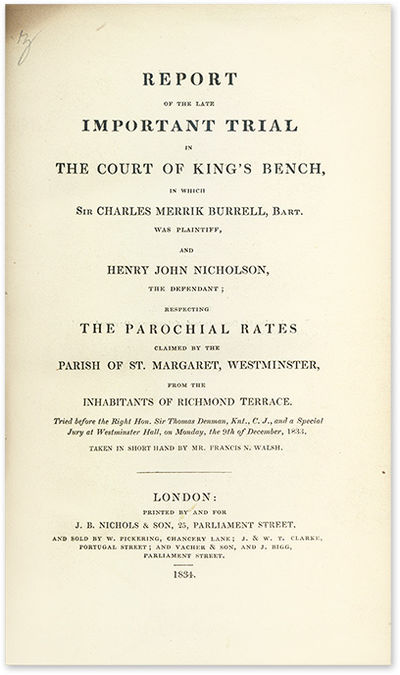 REPORT
OF THE LATE
IMPORTANT TRIAL
IN
THE COURT OF KING'S BENCH,
IN WHICH
SIR CHARLES MERRIK BURRELL, BART.
WAS PLAINTIFF,
AND
HENRY JOHN NICHOLSON,
THE DEFENDANT;
RESPECTING
THE PAROCHIAL RATES
CLAIMED BY THE
PARISH OF ST. MARGARET, WESTMINSTER,
FROM THE
INHABITANTS OF RICHMOND TERRACE.
Tried before the Right Hon. Sir Thomas Denman, Knt., C. J., and a Special
Jury at Westminster Hall, on Monday, the 9th of December, 1833.
TAKEN IN SHORT HAND BY MR. FRANCIS N. WALSH.
LONDON:
PRINTED BY AND FOR
J. B. NICHOLS & SON, 25, PARLIAMENT STREET,
AND SOLD BY W. PICKERING, CHANCERY LANE; J. & W. T. CLARKE,
PORTUGAL STREET; AND VACHER & SON, AND J. BIGG,
PARLIAMENT STREET.
1834.